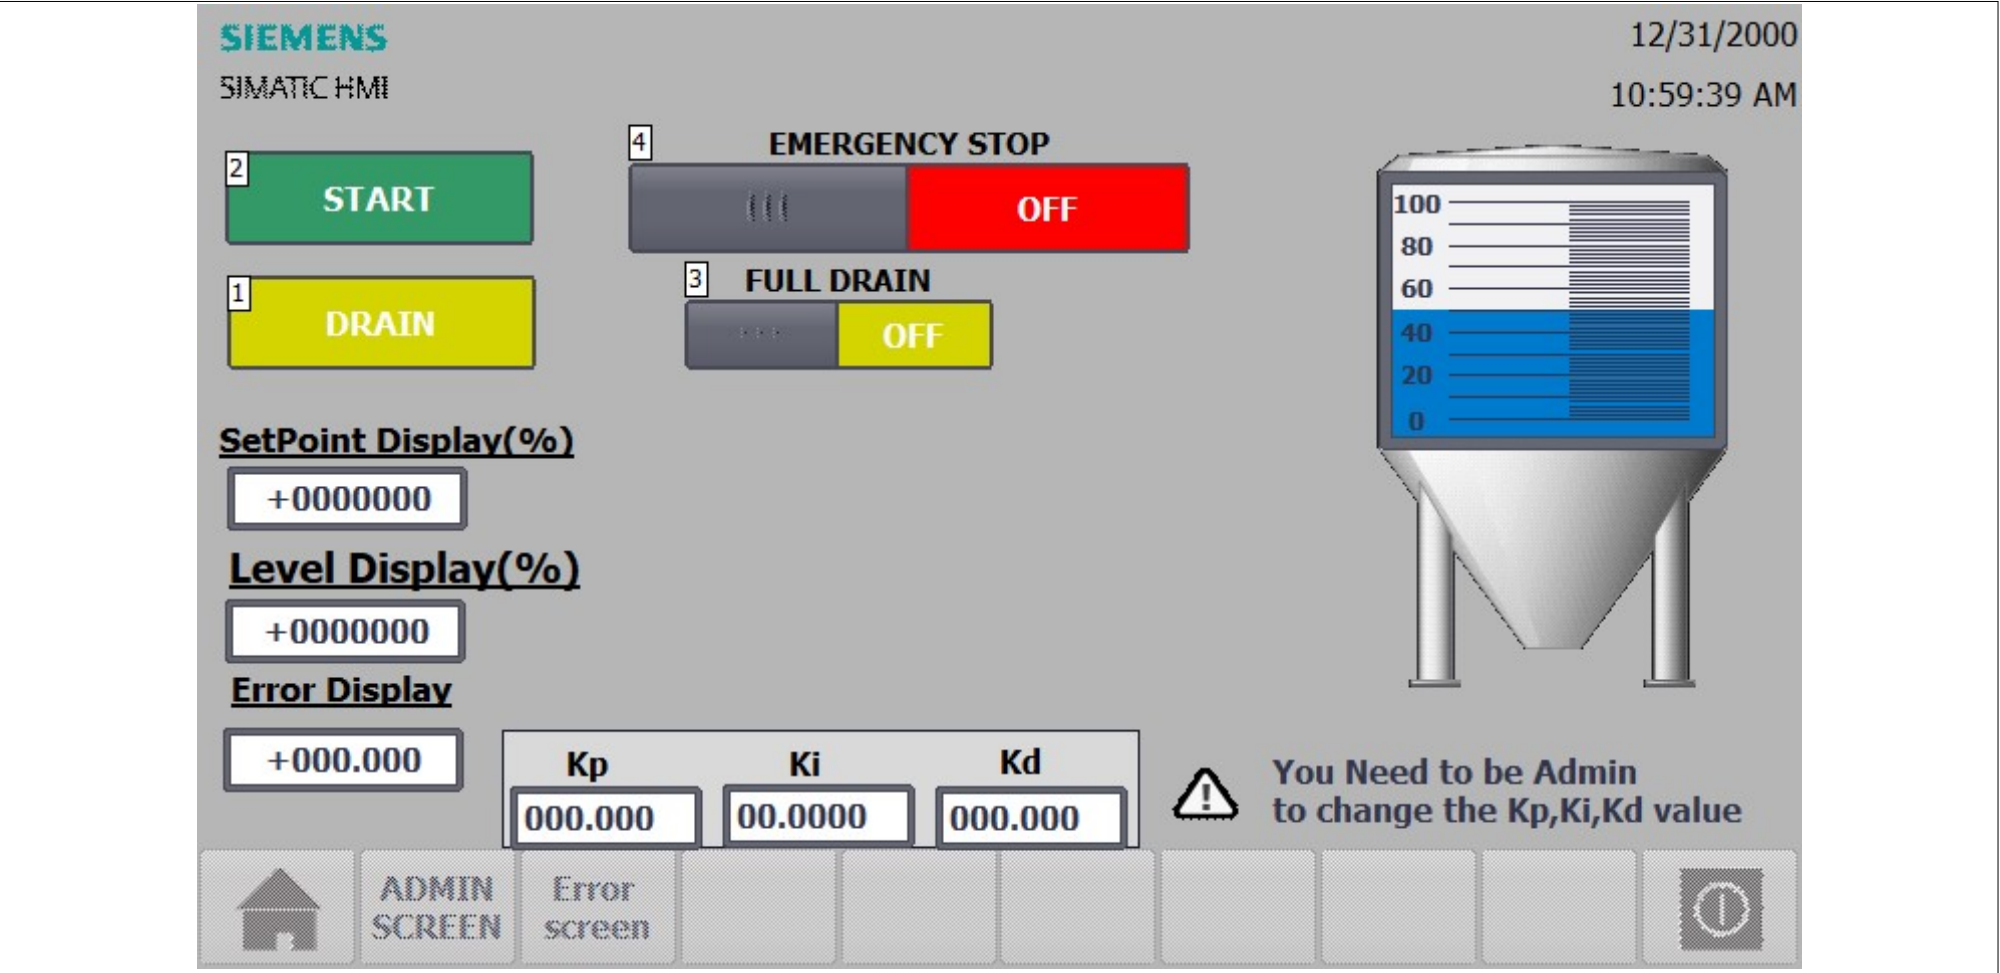 SIEMENS
12/31/2000
SIMATIC HMI
10:59:39 AM
4
EMERGENCY STOP
2
START
OFF
3
FULL DRAIN
1
DRAIN
OFF
100
80
60
40
20
0
SetPoint Display(%)
+0000000
Level Display(%)
+0000000
Error Display
+000.000
Kp
Ki
Kd
000.000
00.0000
000.000
You Need to be Admin
to change the Kp,Ki,Kd value
ADMIN
SCREEN
Error
screen